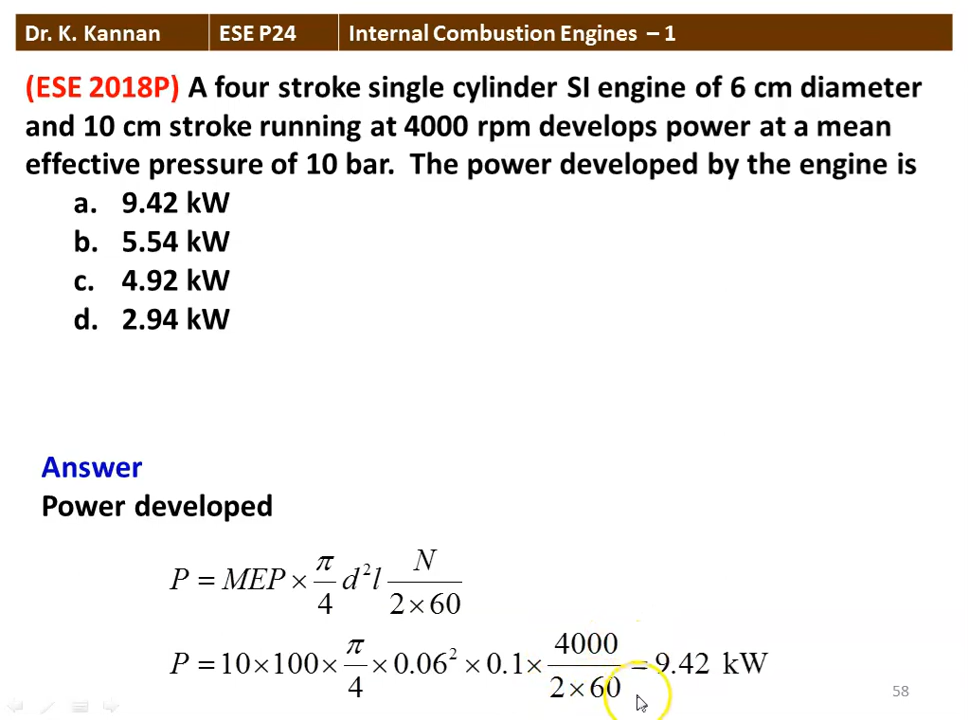 Dr. K. Kannan ESE P24 Internal Combustion Engines – 1
(ESE 2018P) A four stroke single cylinder SI engine of 6 cm diameter
and 10 cm stroke running at 4000 rpm develops power at a mean
effective pressure of 10 bar. The power developed by the engine is
a. 9.42 kW
b. 5.54 kW
c. 4.92 kW
d. 2.94 kW
Answer
Power developed
P = MEP × π/4 d² l N/(2 × 60)
P = 10 × 100 × π/4 × 0.06² × 0.1 × 4000/(2 × 60) = 9.42 kW
58